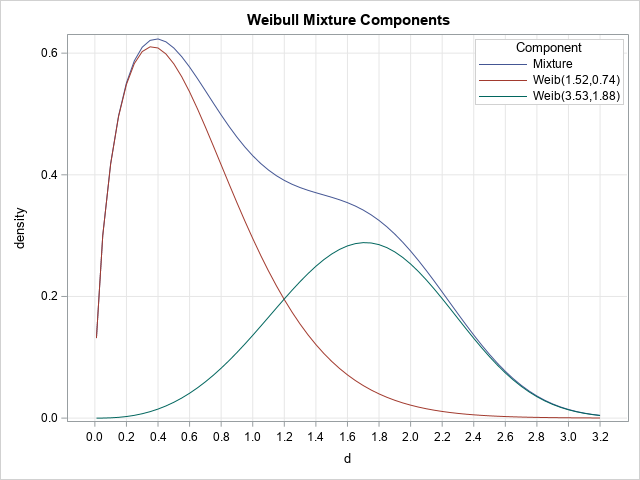 Weibull Mixture Components
Component
Mixture
Weib(1.52,0.74)
Weib(3.53,1.88)
density
0.6
0.4
0.2
0.0
0.0 0.2 0.4 0.6 0.8 1.0 1.2 1.4 1.6 1.8 2.0 2.2 2.4 2.6 2.8 3.0 3.2
d